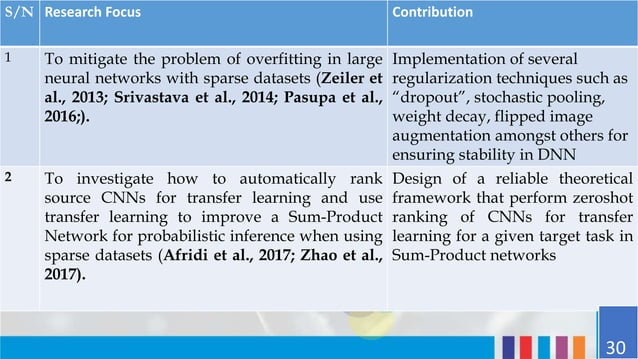 S/N Research Focus Contribution
1 To mitigate the problem of overfitting in large
neural networks with sparse datasets (Zeiler et
al., 2013; Srivastava et al., 2014; Pasupa et al.,
2016;).
Implementation of several
regularization techniques such as
“dropout”, stochastic pooling,
weight decay, flipped image
augmentation amongst others for
ensuring stability in DNN
2 To investigate how to automatically rank
source CNNs for transfer learning and use
transfer learning to improve a Sum-Product
Network for probabilistic inference when using
sparse datasets (Afridi et al., 2017; Zhao et al.,
2017).
Design of a reliable theoretical
framework that perform zeroshot
ranking of CNNs for transfer
learning for a given target task in
Sum-Product networks
30